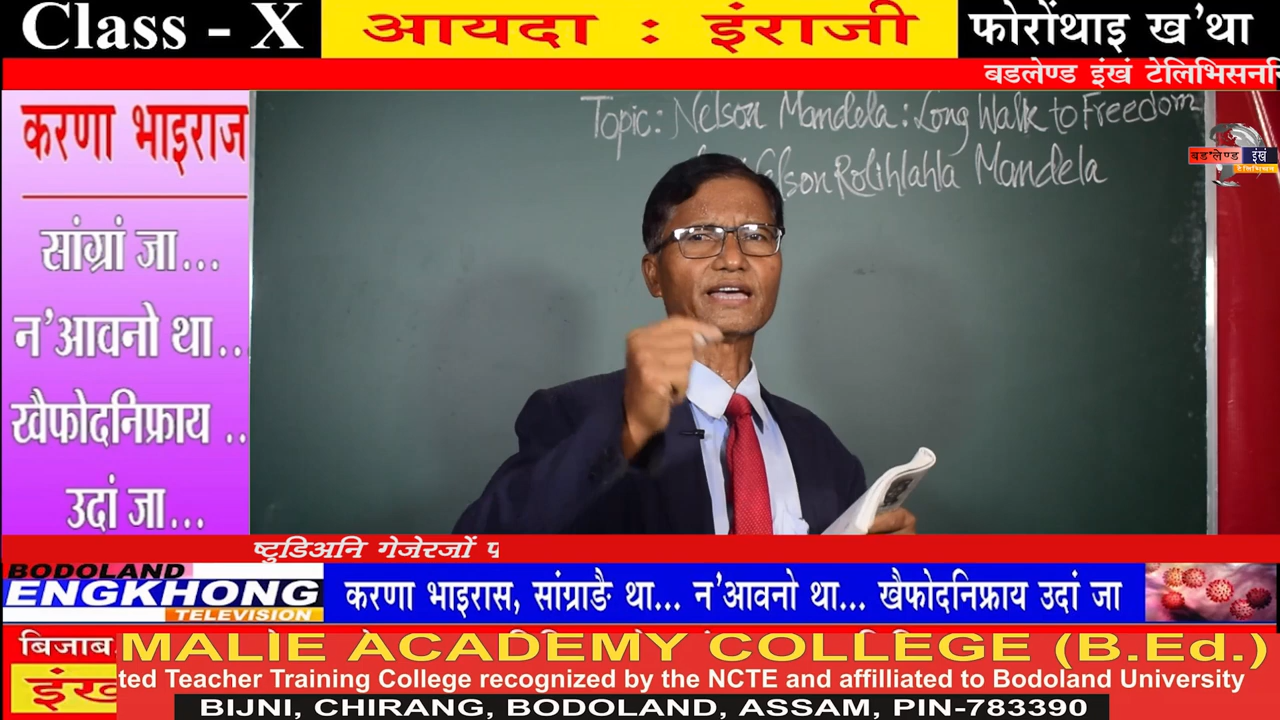 Class - X
आयदा : इंराजी
फोरोंथाइ ख'था
बडलेण्ड इंखं टेलिभिसननि
करणा भाइराज
सांग्रां जा...
न'आवनो था...
खैफोदनिफ्राय ..
उदां जा...
Topic: Nelson Mandela: Long Walk to Freedom
Rolihlahla Mandela
बड'लेण्ड इंखं
टेलिभिसन
ष्टुडिअनि गेजेरजों
BODOLAND
ENGKHONG
TELEVISION
करणा भाइरास, सांग्राङै था... न'आवनो था... खैफोदनिफ्राय उदां जा
बिजाब
इंख
MALIE ACADEMY COLLEGE (B.Ed.)
ted Teacher Training College recognized by the NCTE and affilliated to Bodoland University
BIJNI, CHIRANG, BODOLAND, ASSAM, PIN-783390